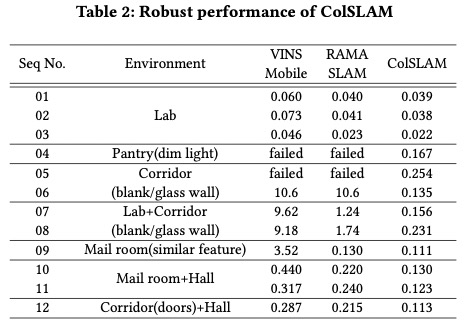 Table 2: Robust performance of ColSLAM
Seq No. Environment VINS Mobile RAMA SLAM ColSLAM
01 0.060 0.040 0.039
02 Lab 0.073 0.041 0.038
03 0.046 0.023 0.022
04 Pantry(dim light) failed failed 0.167
05 Corridor failed failed 0.254
06 (blank/glass wall) 10.6 10.6 0.135
07 Lab+Corridor 9.62 1.24 0.156
08 (blank/glass wall) 9.18 1.74 0.231
09 Mail room(similar feature) 3.52 0.130 0.111
10 Mail room+Hall 0.440 0.220 0.130
11 0.317 0.240 0.123
12 Corridor(doors)+Hall 0.287 0.215 0.113